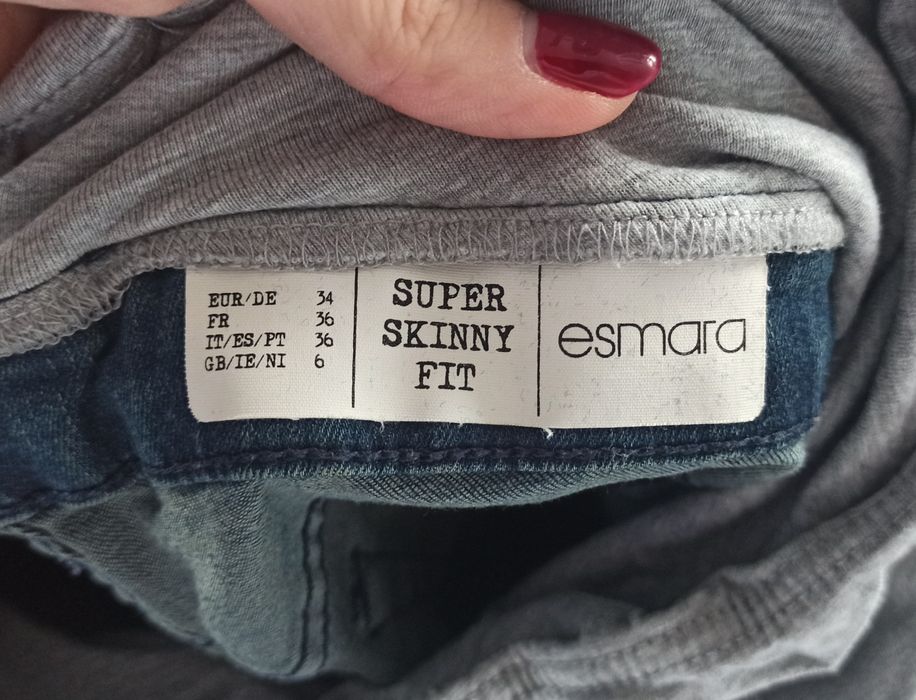 EUR/DE 34
FR 36
IT/ES/PT 36
GB/IE/NI 6
SUPER
SKINNY
FIT
esmara